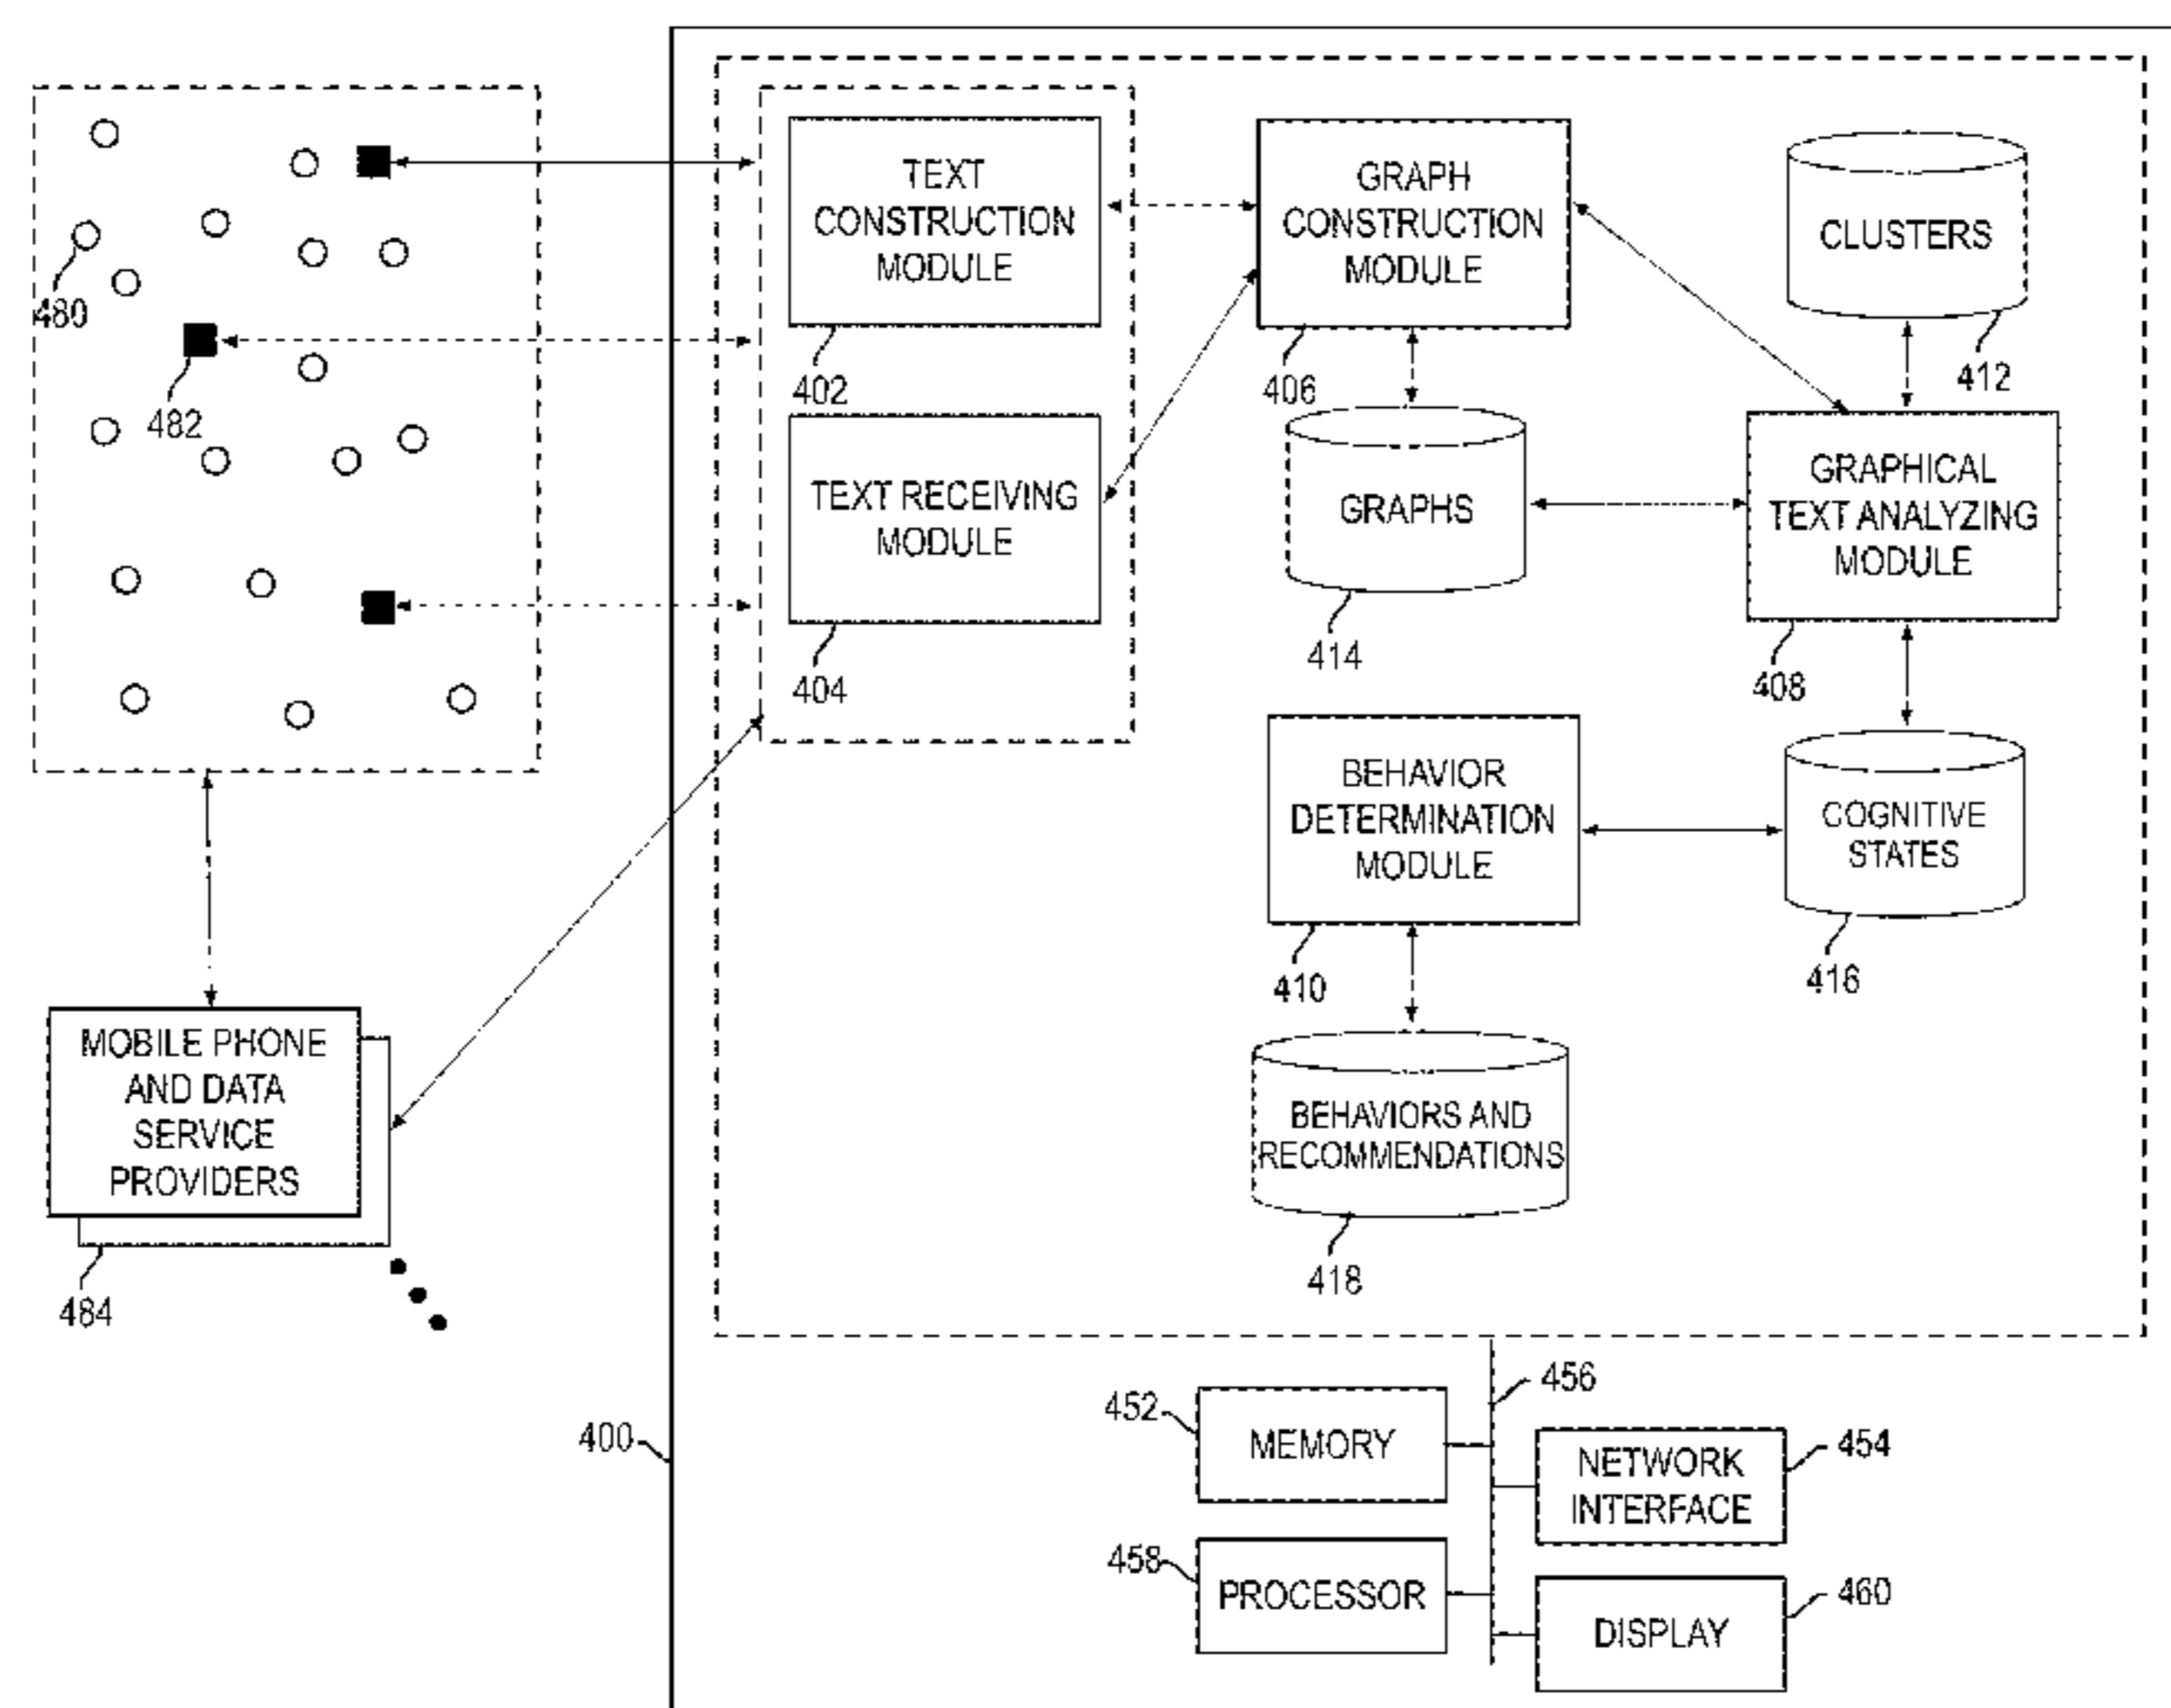 480
482
MOBILE PHONE
AND DATA
SERVICE
PROVIDERS
484
400
TEXT
CONSTRUCTION
MODULE
402
TEXT RECEIVING
MODULE
404
GRAPH
CONSTRUCTION
MODULE
406
CLUSTERS
412
GRAPHS
414
GRAPHICAL
TEXT ANALYZING
MODULE
408
BEHAVIOR
DETERMINATION
MODULE
410
COGNITIVE
STATES
416
BEHAVIORS AND
RECOMMENDATIONS
418
456
452
MEMORY
NETWORK
INTERFACE
454
458
PROCESSOR
DISPLAY
460